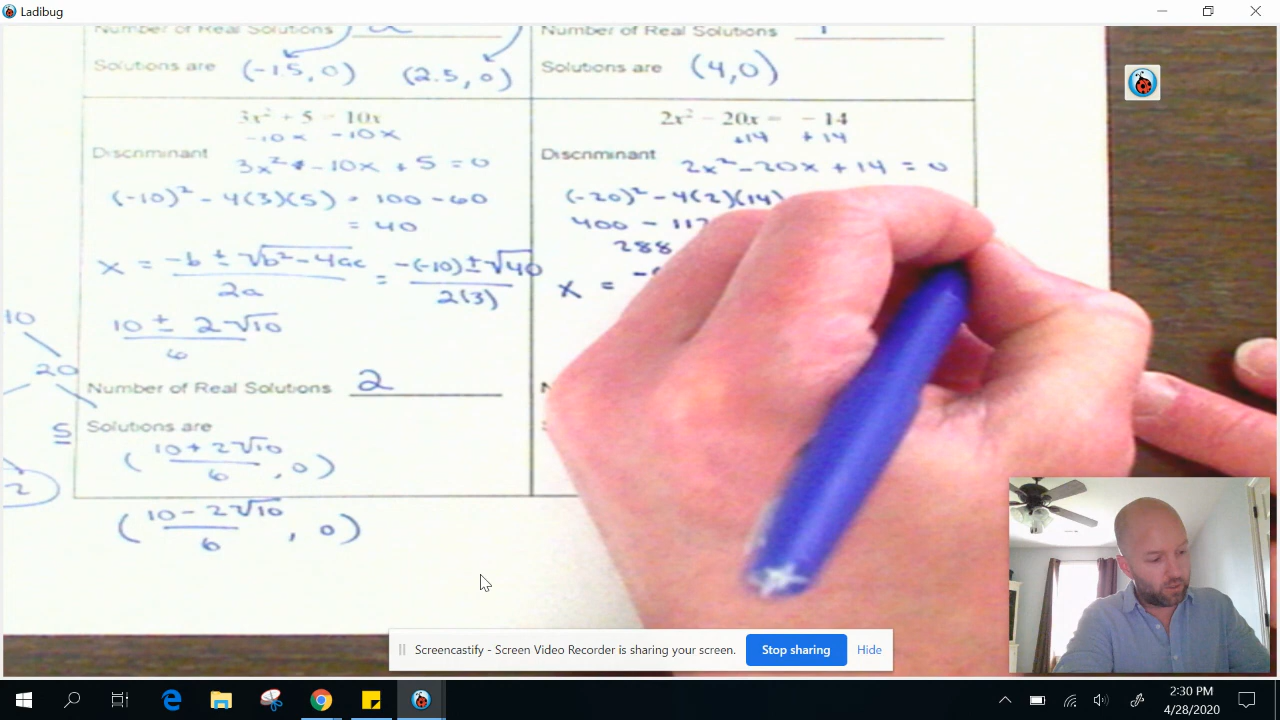 Ladibug
Number of Real Solutions 2
Solutions are (-1.5, 0) (2.5, 0)
Number of Real Solutions 1
Solutions are (4,0)
3x² + 5 = 10x
-10x -10x
Discriminant
3x² - 10x + 5 = 0
(-10)² - 4(3)(5) = 100 - 60
= 40
x = -b ± √b² - 4ac / 2a = -(-10) ± √40 / 2(3)
10 ± 2√10 / 6
Number of Real Solutions 2
Solutions are
(10 + 2√10 / 6, 0)
(10 - 2√10 / 6, 0)
10
20
5
2
2x² - 20x = -14
+14 +14
Discriminant
2x² - 20x + 14 = 0
(-20)² - 4(2)(14)
400 - 112
288
x =
Screencastify - Screen Video Recorder is sharing your screen.
Stop sharing
Hide
2:30 PM
4/28/2020